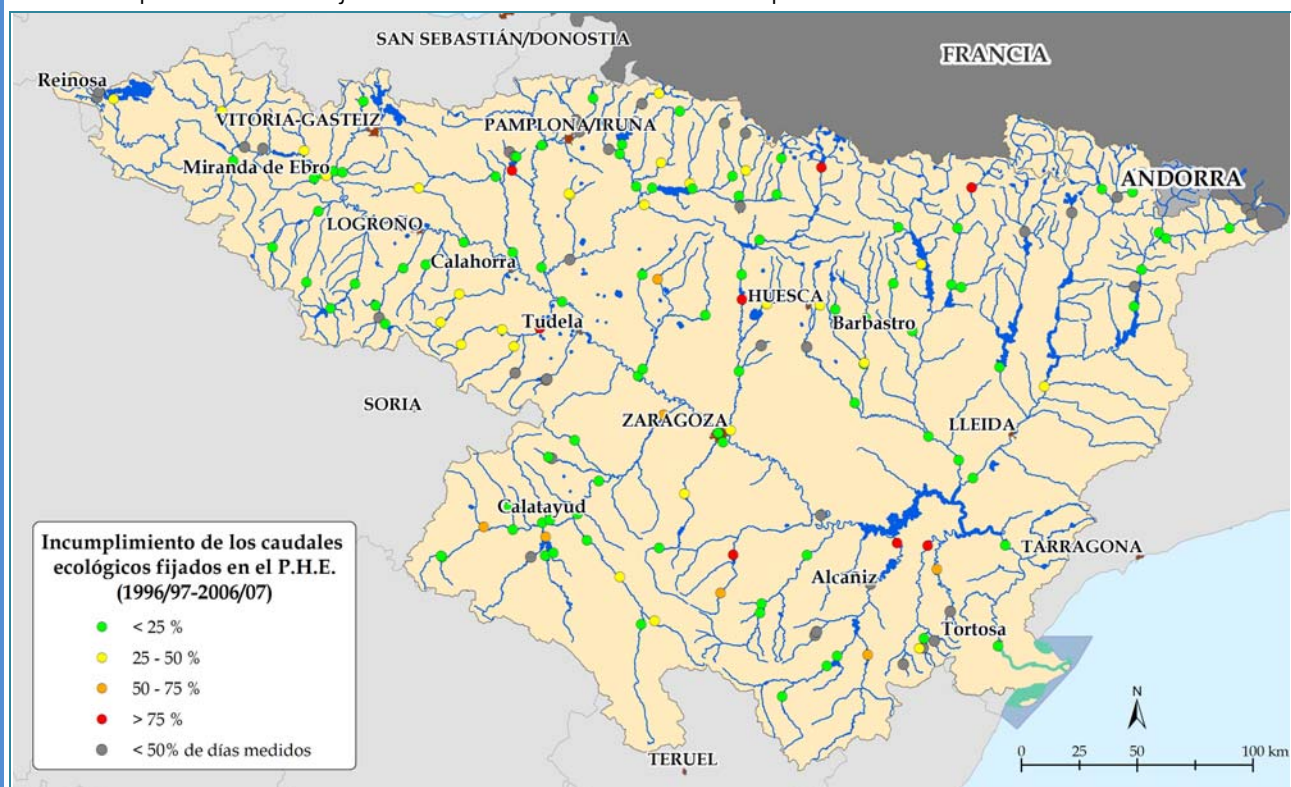 SAN SEBASTIÁN/DONOSTIA
FRANCIA
Reinosa
VITORIA-GASTEIZ
PAMPLONA/IRUÑA
Miranda de Ebro
ANDORRA
LOGROÑO
Calahorra
HUESCA
Tudela
Barbastro
SORIA
ZARAGOZA
LLEIDA
Calatayud
TARRAGONA
Alcañiz
Tortosa
TERUEL
Incumplimiento de los caudales
ecológicos fijados en el P.H.E.
(1996/97-2006/07)
< 25 %
25 - 50 %
50 - 75 %
> 75 %
< 50% de días medidos
N
0 25 50 100 km